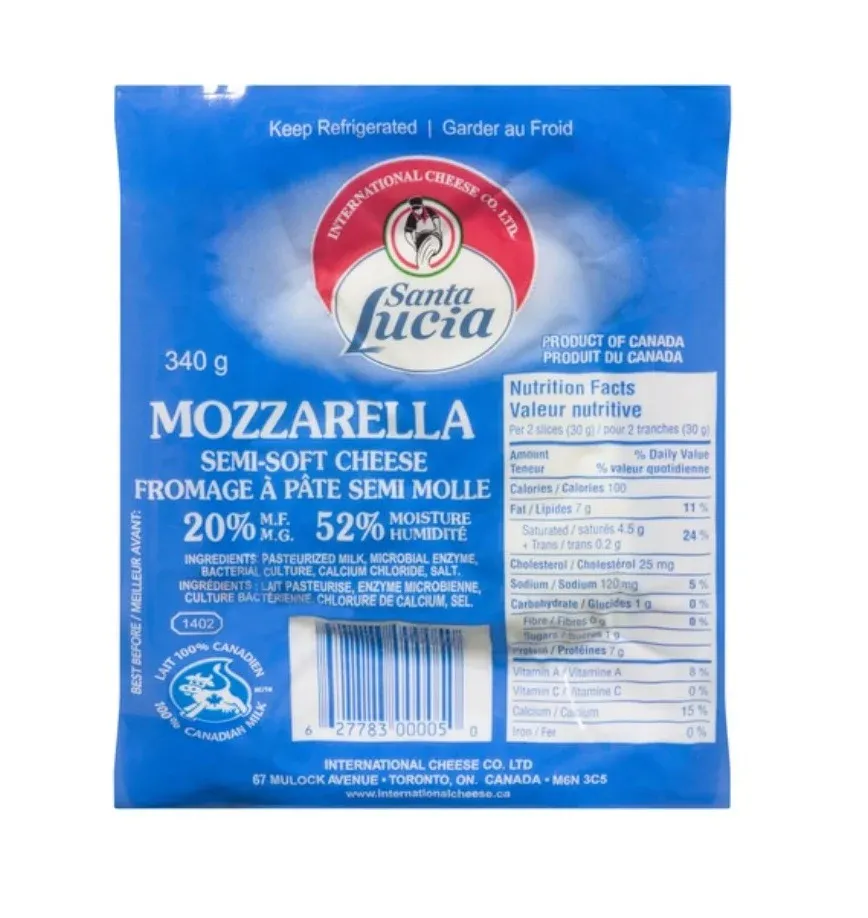 Keep Refrigerated | Garder au Froid
INTERNATIONAL CHEESE CO. LTD.
Santa
Lucia
PRODUCT OF CANADA
PRODUIT DU CANADA
340 g
MOZZARELLA
SEMI-SOFT CHEESE
FROMAGE À PÂTE SEMI MOLLE
20% M.F. M.G. 52% MOISTURE HUMIDITÉ
INGREDIENTS: PASTEURIZED MILK, MICROBIAL ENZYME,
BACTERIAL CULTURE, CALCIUM CHLORIDE, SALT.
INGRÉDIENTS : LAIT PASTEURISE, ENZYME MICROBIENNE,
CULTURE BACTÉRIENNE, CHLORURE DE CALCIUM, SEL.
BEST BEFORE / MEILLEUR AVANT:
1402
LAIT 100% CANADIEN
100% CANADIAN MILK
6 27783 00005 0
Nutrition Facts
Valeur nutritive
Per 2 slices (30 g) / pour 2 tranches (30 g)
Amount % Daily Value
Teneur % valeur quotidienne
Calories / Calories 100
Fat / Lipides 7 g 11 %
Saturated / saturés 4.5 g
+ Trans / trans 0.2 g 24 %
Cholesterol / Cholestérol 25 mg
Sodium / Sodium 120 mg 5 %
Carbohydrate / Glucides 1 g 0 %
Fibre / Fibres 0 g 0 %
Sugars / Sucres 1 g
Protein / Protéines 7 g
Vitamin A / Vitamine A 8 %
Vitamin C / Vitamine C 0 %
Calcium / Calcium 15 %
Iron / Fer 0 %
INTERNATIONAL CHEESE CO. LTD
67 MULOCK AVENUE • TORONTO, ON. CANADA • M6N 3C5
www.internationalcheese.ca